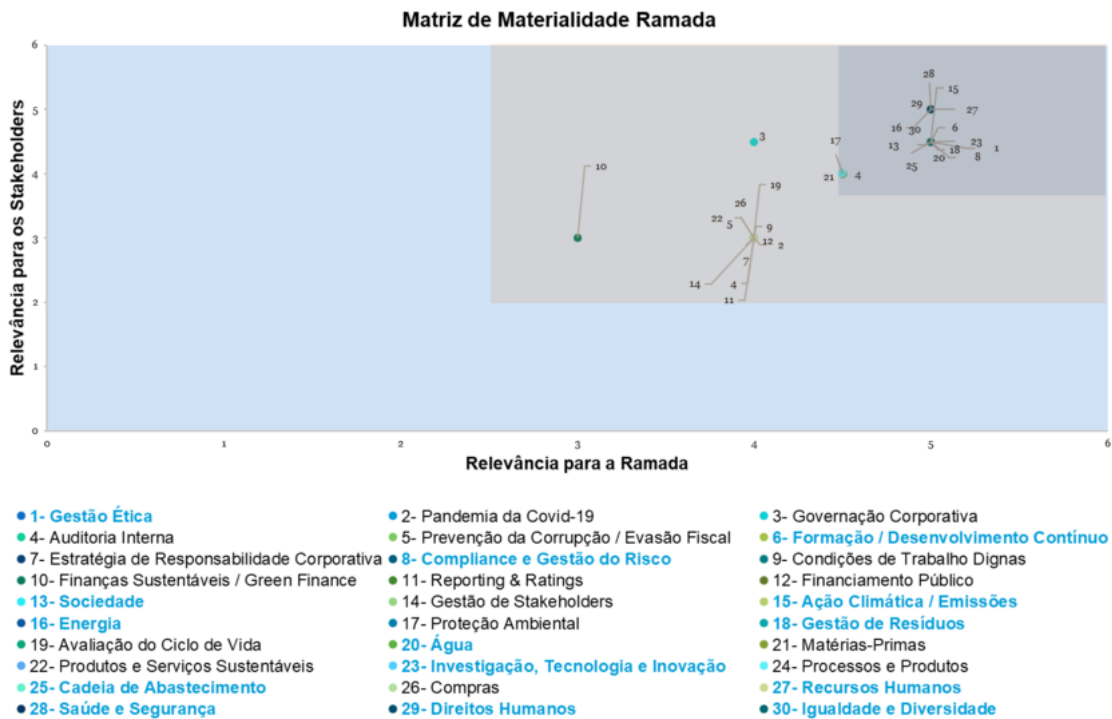 Matriz de Materialidade Ramada
Relevância para os Stakeholders
6
5
4
3
2
1
0
28
15
29
27
16
30
6
3
17
13
23
1
18
8
20
25
10
21
4
19
26
22
5
9
12
2
7
14
4
11
0
1
2
3
4
5
6
Relevância para a Ramada
1- Gestão Ética
2- Pandemia da Covid-19
3- Governação Corporativa
4- Auditoria Interna
5- Prevenção da Corrupção / Evasão Fiscal
6- Formação / Desenvolvimento Contínuo
7- Estratégia de Responsabilidade Corporativa
8- Compliance e Gestão do Risco
9- Condições de Trabalho Dignas
10- Finanças Sustentáveis / Green Finance
11- Reporting & Ratings
12- Financiamento Público
13- Sociedade
14- Gestão de Stakeholders
15- Ação Climática / Emissões
16- Energia
17- Proteção Ambiental
18- Gestão de Resíduos
19- Avaliação do Ciclo de Vida
20- Água
21- Matérias-Primas
22- Produtos e Serviços Sustentáveis
23- Investigação, Tecnologia e Inovação
24- Processos e Produtos
25- Cadeia de Abastecimento
26- Compras
27- Recursos Humanos
28- Saúde e Segurança
29- Direitos Humanos
30- Igualdade e Diversidade